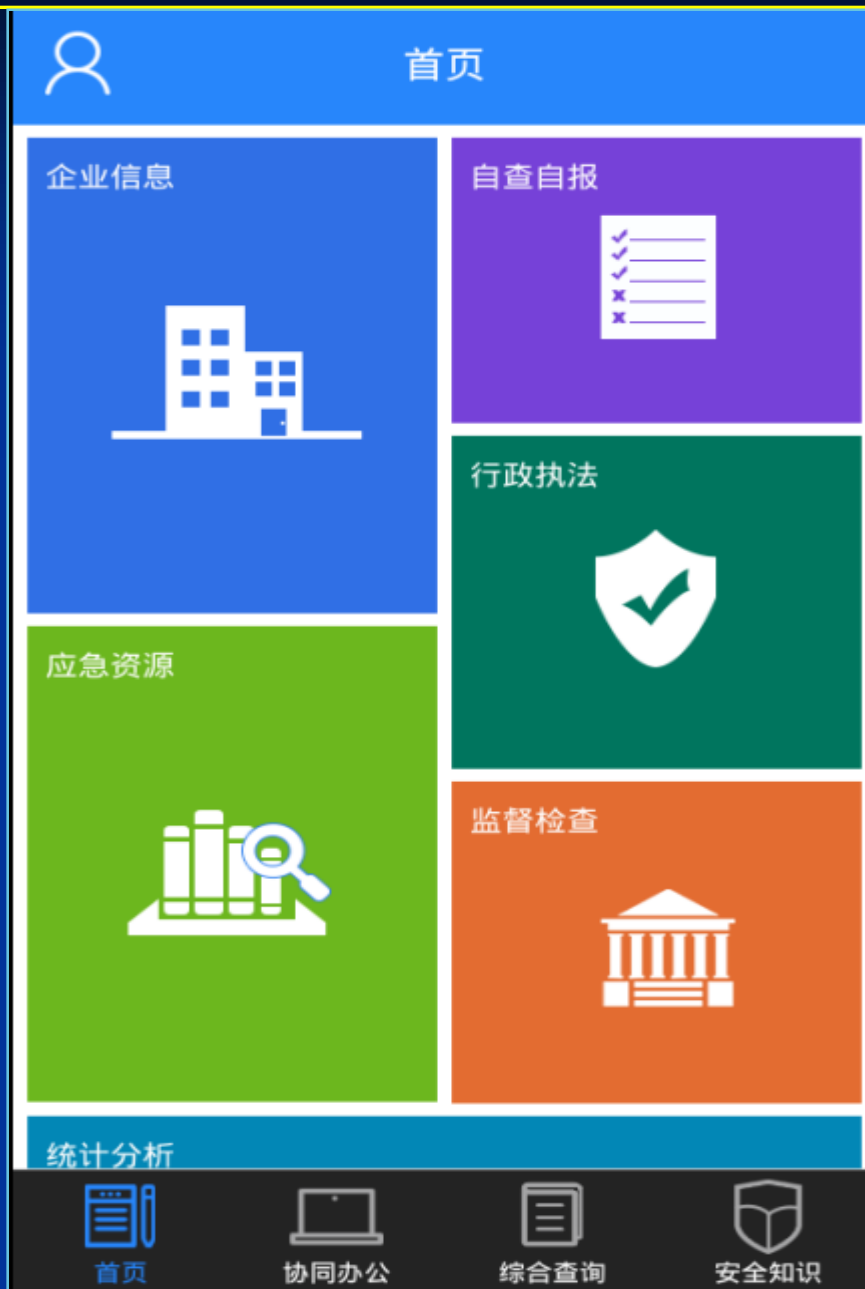 首页
企业信息
自查自报
行政执法
应急资源
监督检查
统计分析
首页
协同办公
综合查询
安全知识